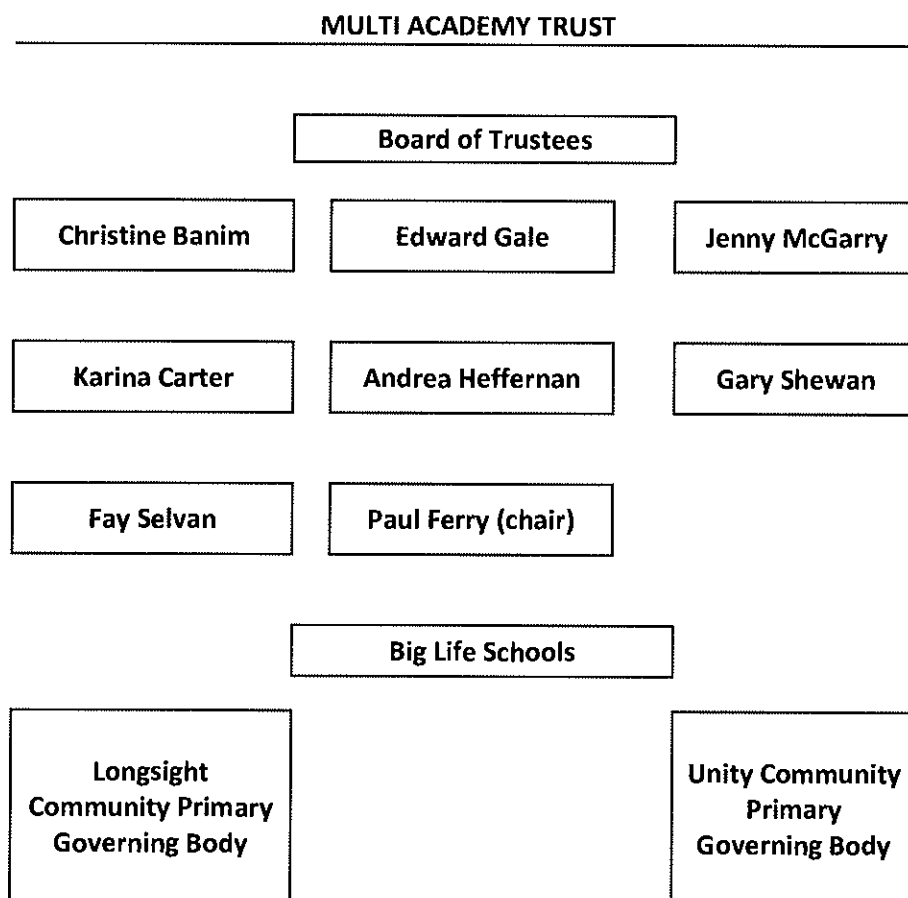 MULTI ACADEMY TRUST
Board of Trustees
Christine Banim
Edward Gale
Jenny McGarry
Karina Carter
Andrea Heffernan
Gary Shewan
Fay Selvan
Paul Ferry (chair)
Big Life Schools
Longsight
Community Primary
Governing Body
Unity Community
Primary
Governing Body